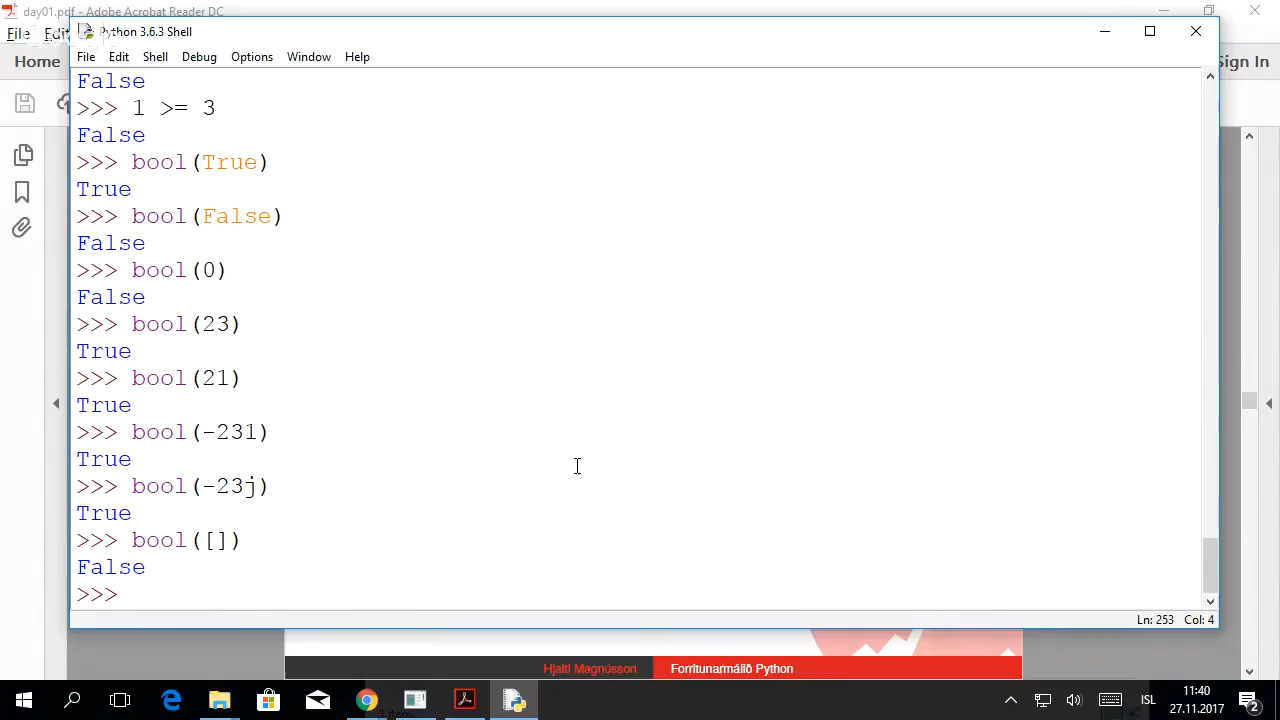 day01.pdf - Adobe Acrobat Reader DC
File Edit
Home
Sign In
Python 3.6.3 Shell
File Edit Shell Debug Options Window Help
False
>>> 1 >= 3
False
>>> bool(True)
True
>>> bool(False)
False
>>> bool(0)
False
>>> bool(23)
True
>>> bool(21)
True
>>> bool(-231)
True
>>> bool(-23j)
True
>>> bool([])
False
>>>
Ln: 253 Col: 4
Hjalti Magnússon Forritunarmálið Python
ISL
11:40
27.11.2017
2